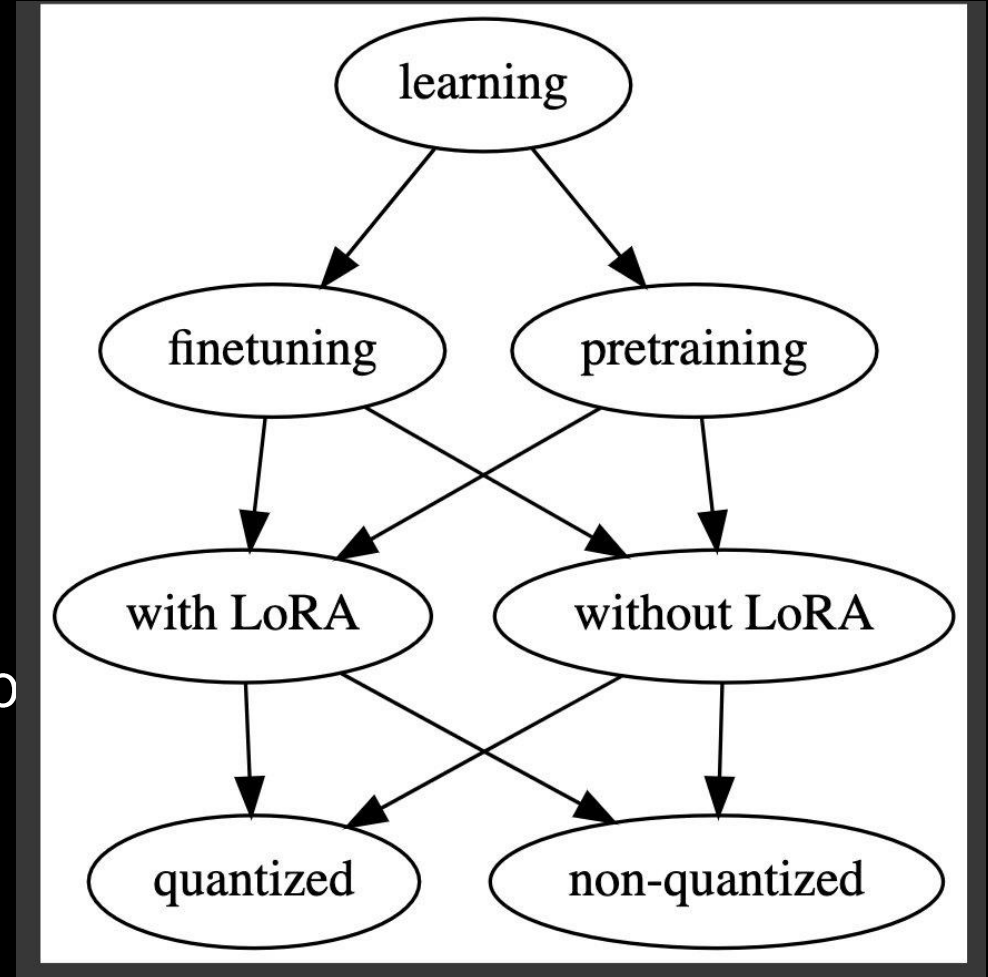 learning
finetuning
pretraining
with LoRA
without LoRA
quantized
non-quantized